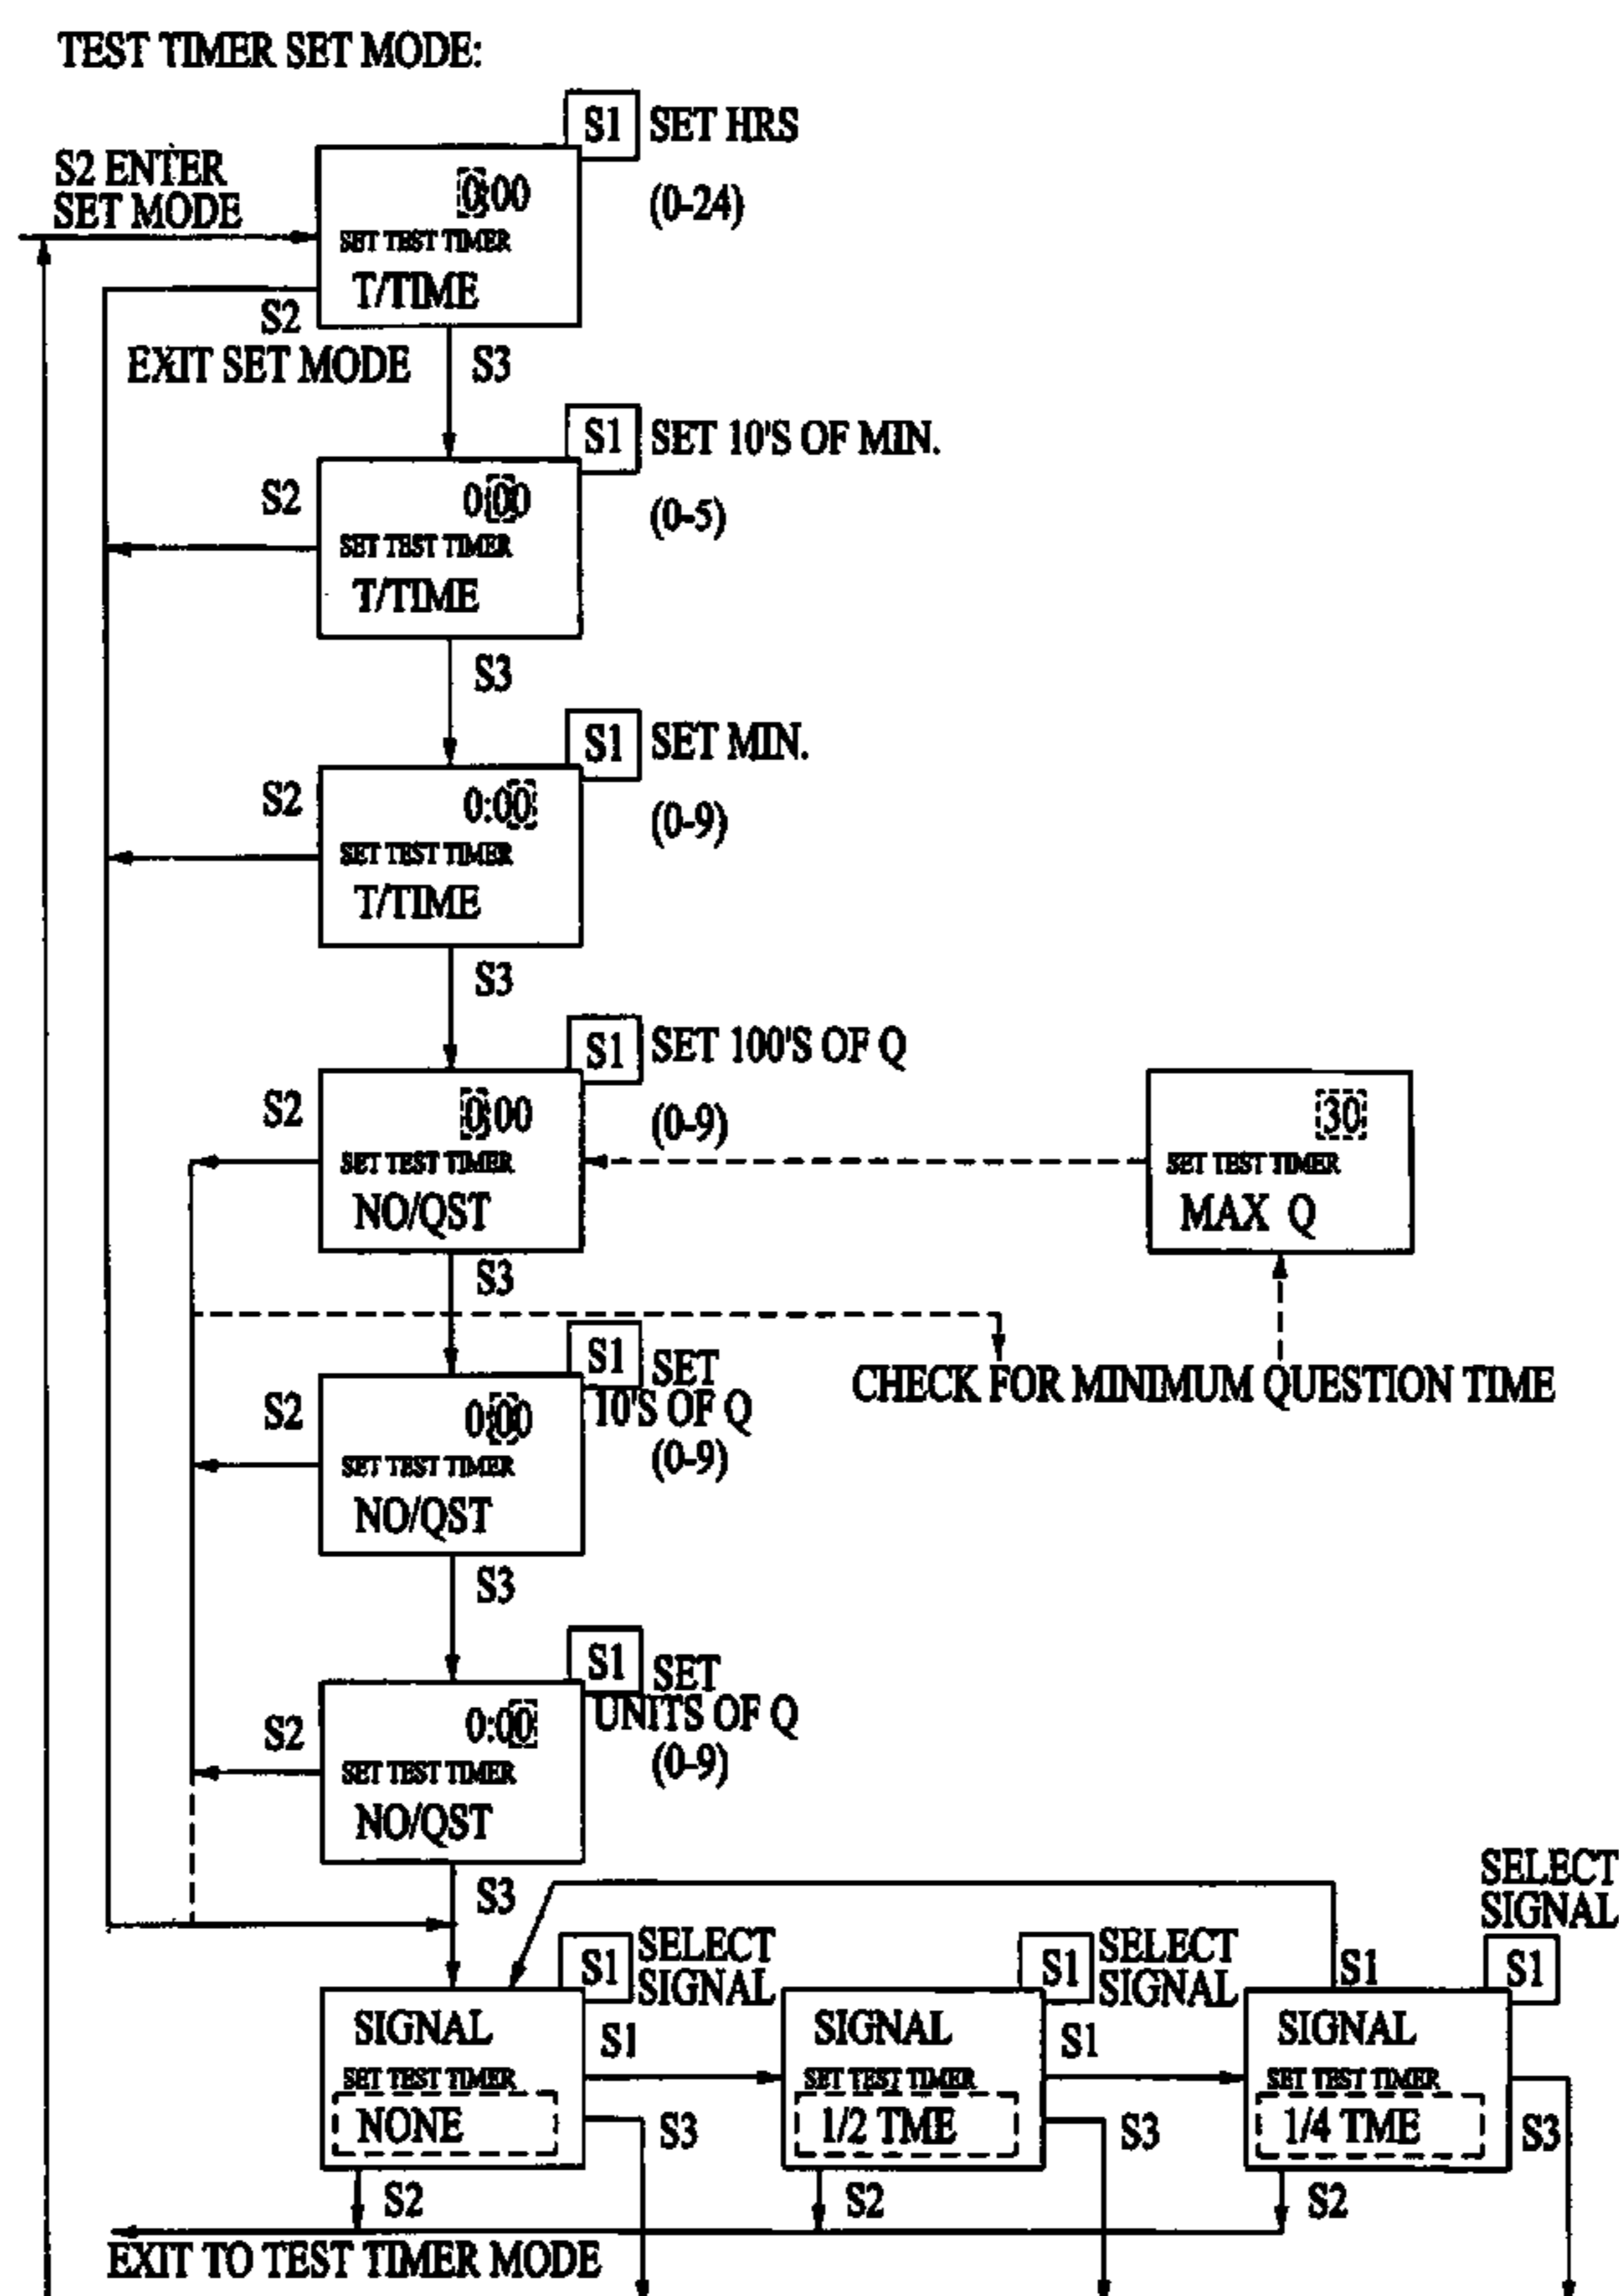 TEST TIMER SET MODE:
S1 SET HRS
S2 ENTER
SET MODE
0:00
(0-24)
SET TEST TIMER
T/TIME
S2
EXIT SET MODE
S3
S1 SET 10'S OF MIN.
S2
0:00
(0-5)
SET TEST TIMER
T/TIME
S3
S1 SET MIN.
S2
0:00
(0-9)
SET TEST TIMER
T/TIME
S3
S1 SET 100'S OF Q
S2
0:00
(0-9)
30
SET TEST TIMER
SET TEST TIMER
NO/QST
MAX Q
S3
S1 SET
10'S OF Q
CHECK FOR MINIMUM QUESTION TIME
S2
0:00
(0-9)
SET TEST TIMER
NO/QST
S3
S1 SET
UNITS OF Q
S2
0:00
(0-9)
SET TEST TIMER
NO/QST
S3
SELECT
SIGNAL
S1 SELECT
SIGNAL
S1 SELECT
SIGNAL
S1
S1
SIGNAL
S1
SIGNAL
S1
SIGNAL
SET TEST TIMER
SET TEST TIMER
SET TEST TIMER
NONE
S3
1/2 TME
S3
1/4 TME
S3
S2
S2
S2
EXIT TO TEST TIMER MODE